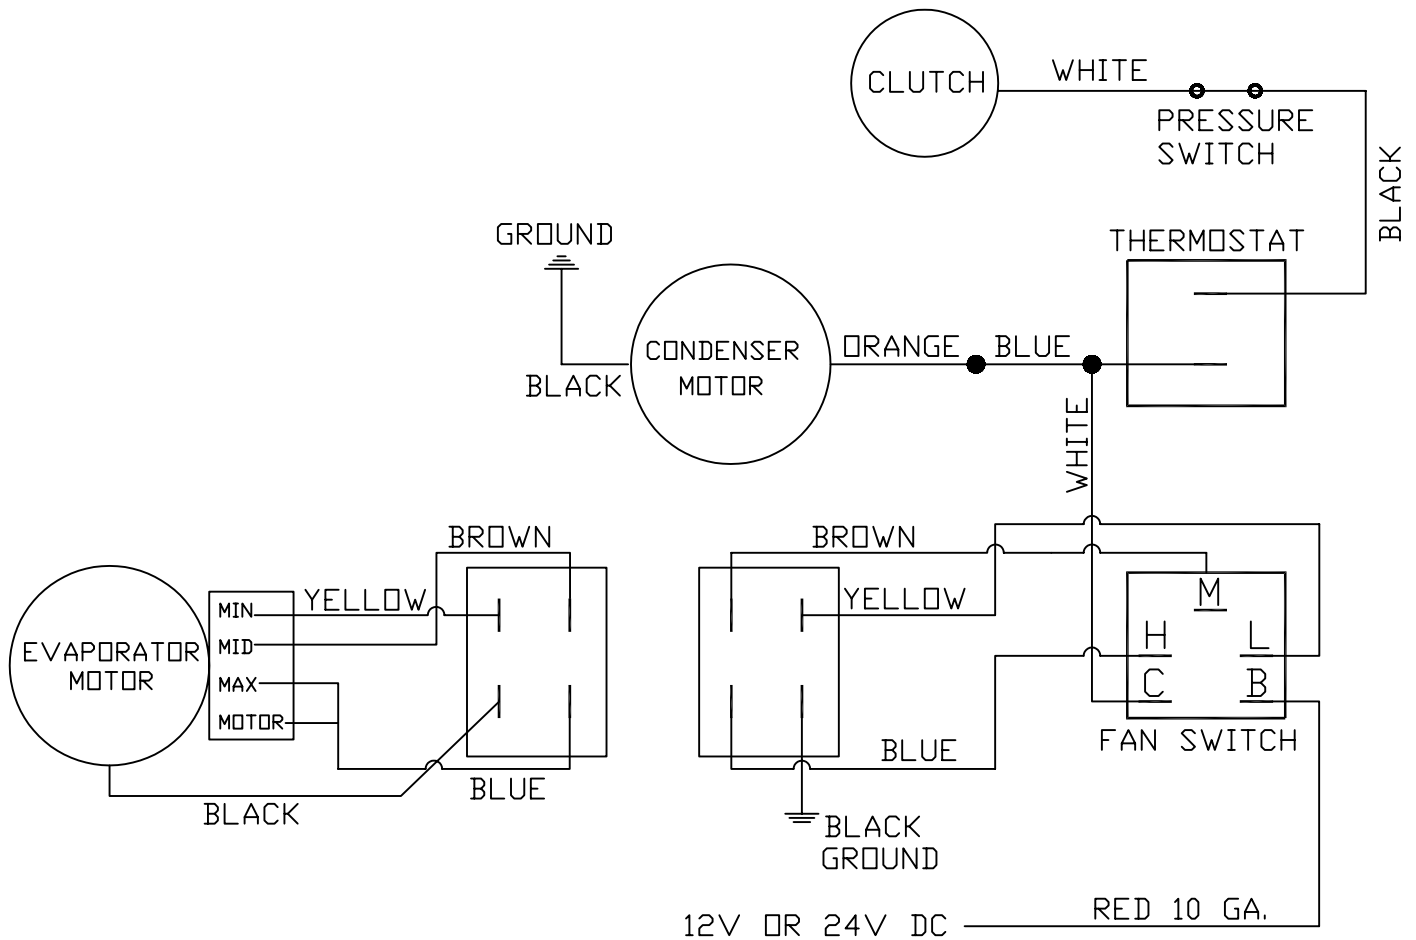 CLUTCH
WHITE
PRESSURE
SWITCH
BLACK
GROUND
THERMOSTAT
CONDENSER
MOTOR
ORANGE
BLUE
BLACK
WHITE
BROWN
BROWN
YELLOW
YELLOW
MIN
MID
MAX
MOTOR
EVAPORATOR
MOTOR
M
H
L
C
B
FAN SWITCH
BLUE
BLUE
BLACK
BLACK
GROUND
RED 10 GA.
12V OR 24V DC